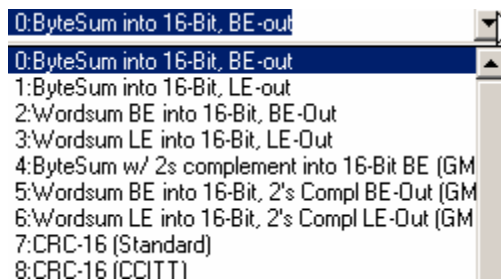 0:ByteSum into 16-Bit, BE-out
0:ByteSum into 16-Bit, BE-out
1:ByteSum into 16-Bit, LE-out
2:Wordsum BE into 16-Bit, BE-Out
3:Wordsum LE into 16-Bit, LE-Out
4:ByteSum w/ 2s complement into 16-Bit BE (GM
5:Wordsum BE into 16-Bit, 2's Compl BE-Out (GM
6:Wordsum LE into 16-Bit, 2's Compl LE-Out (GM
7:CRC-16 (Standard)
8:CRC-16 (CCITT)